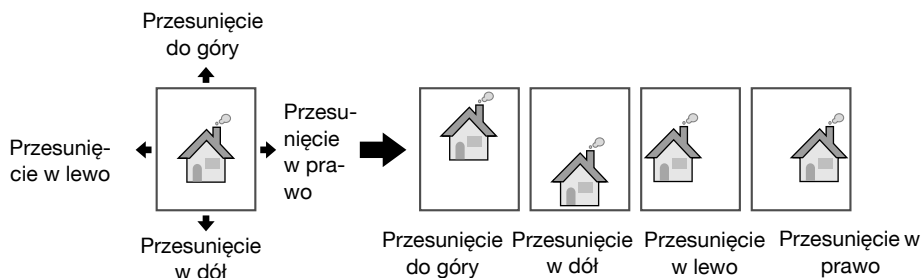 Przesunięcie
do góry
Przesunię-
cie w lewo
Przesu-
nięcie
w pra-
wo
Przesunięcie
w dół
Przesunięcie
do góry
Przesunięcie
w dół
Przesunięcie
w lewo
Przesunięcie w
prawo